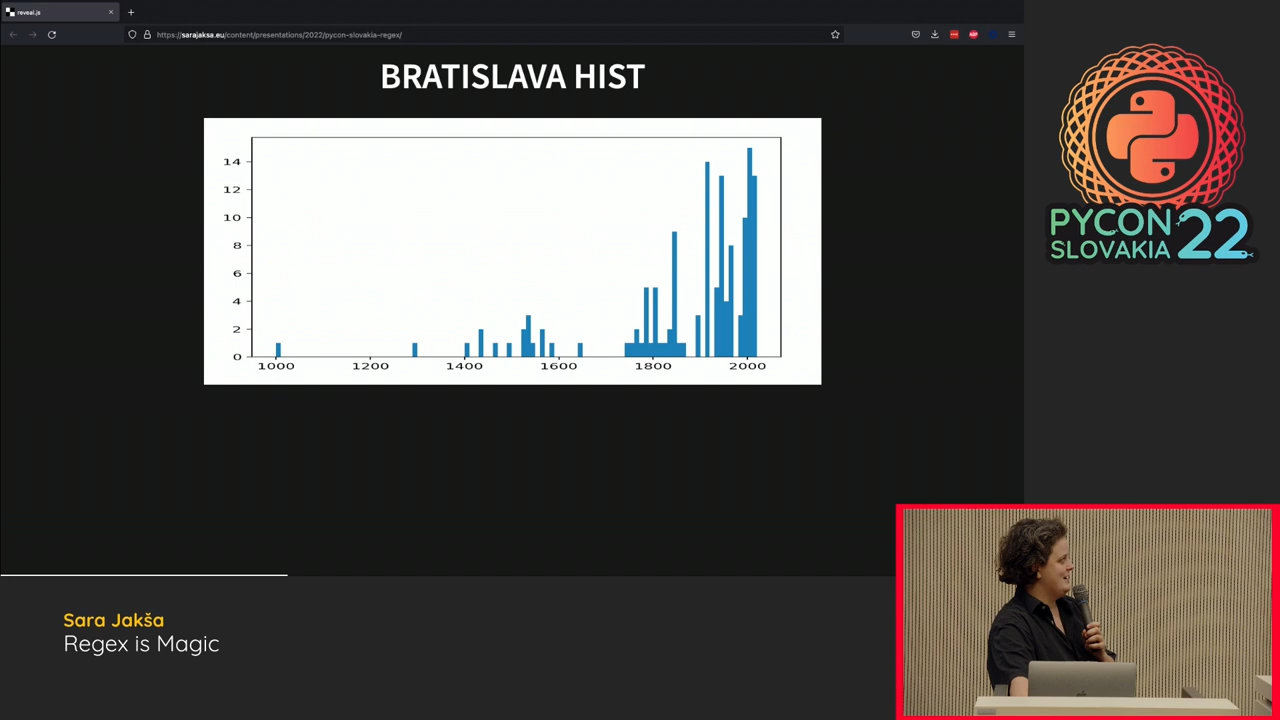 reveal.js
https://sarajaksa.eu/content/presentations/2022/pycon-slovakia-regex/
BRATISLAVA HIST
14
12
10
8
6
4
2
0
1000 1200 1400 1600 1800 2000
PYCON
SLOVAKIA
22
Sara Jakša
Regex is Magic